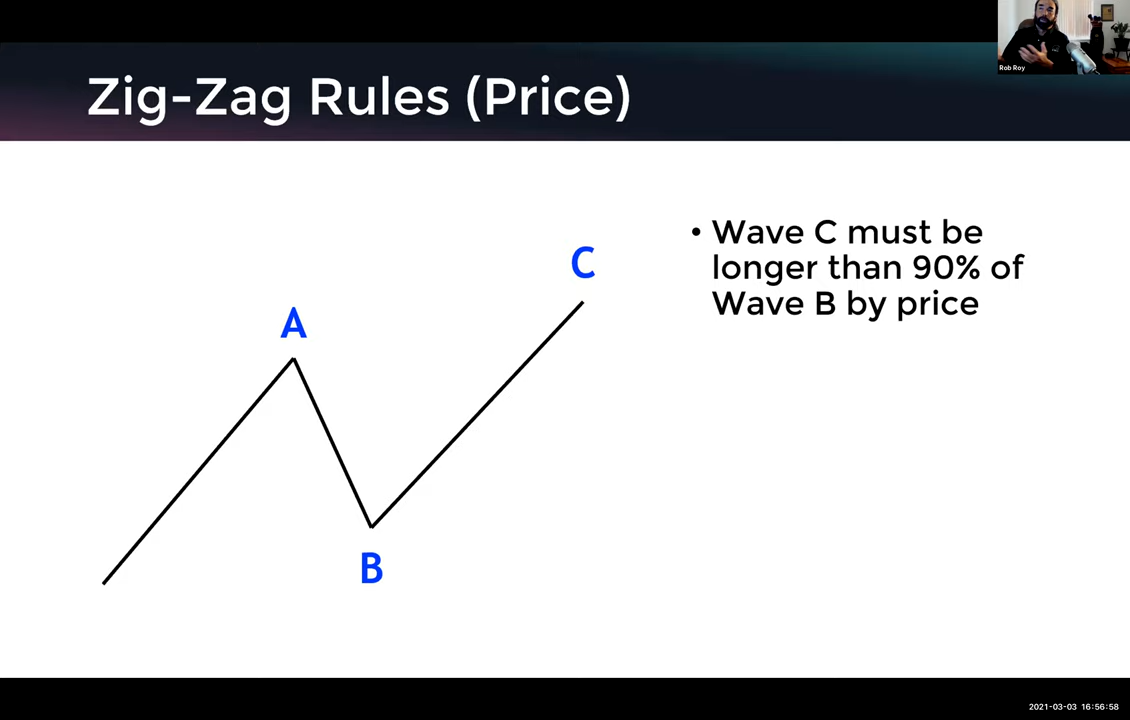 Rob Roy
Zig-Zag Rules (Price)
• Wave C must be
longer than 90% of
Wave B by price
C
A
B
2021-03-03 16:56:58